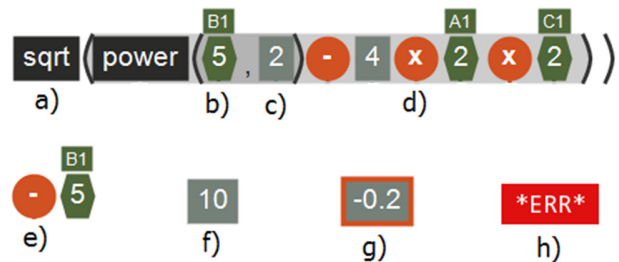 B1 A1 C1
sqrt ( power ( 5 , 2 ) - 4 x 2 x 2 ) )
a) b) c) d)
B1
- 5 10 -0.2 *ERR*
e) f) g) h)